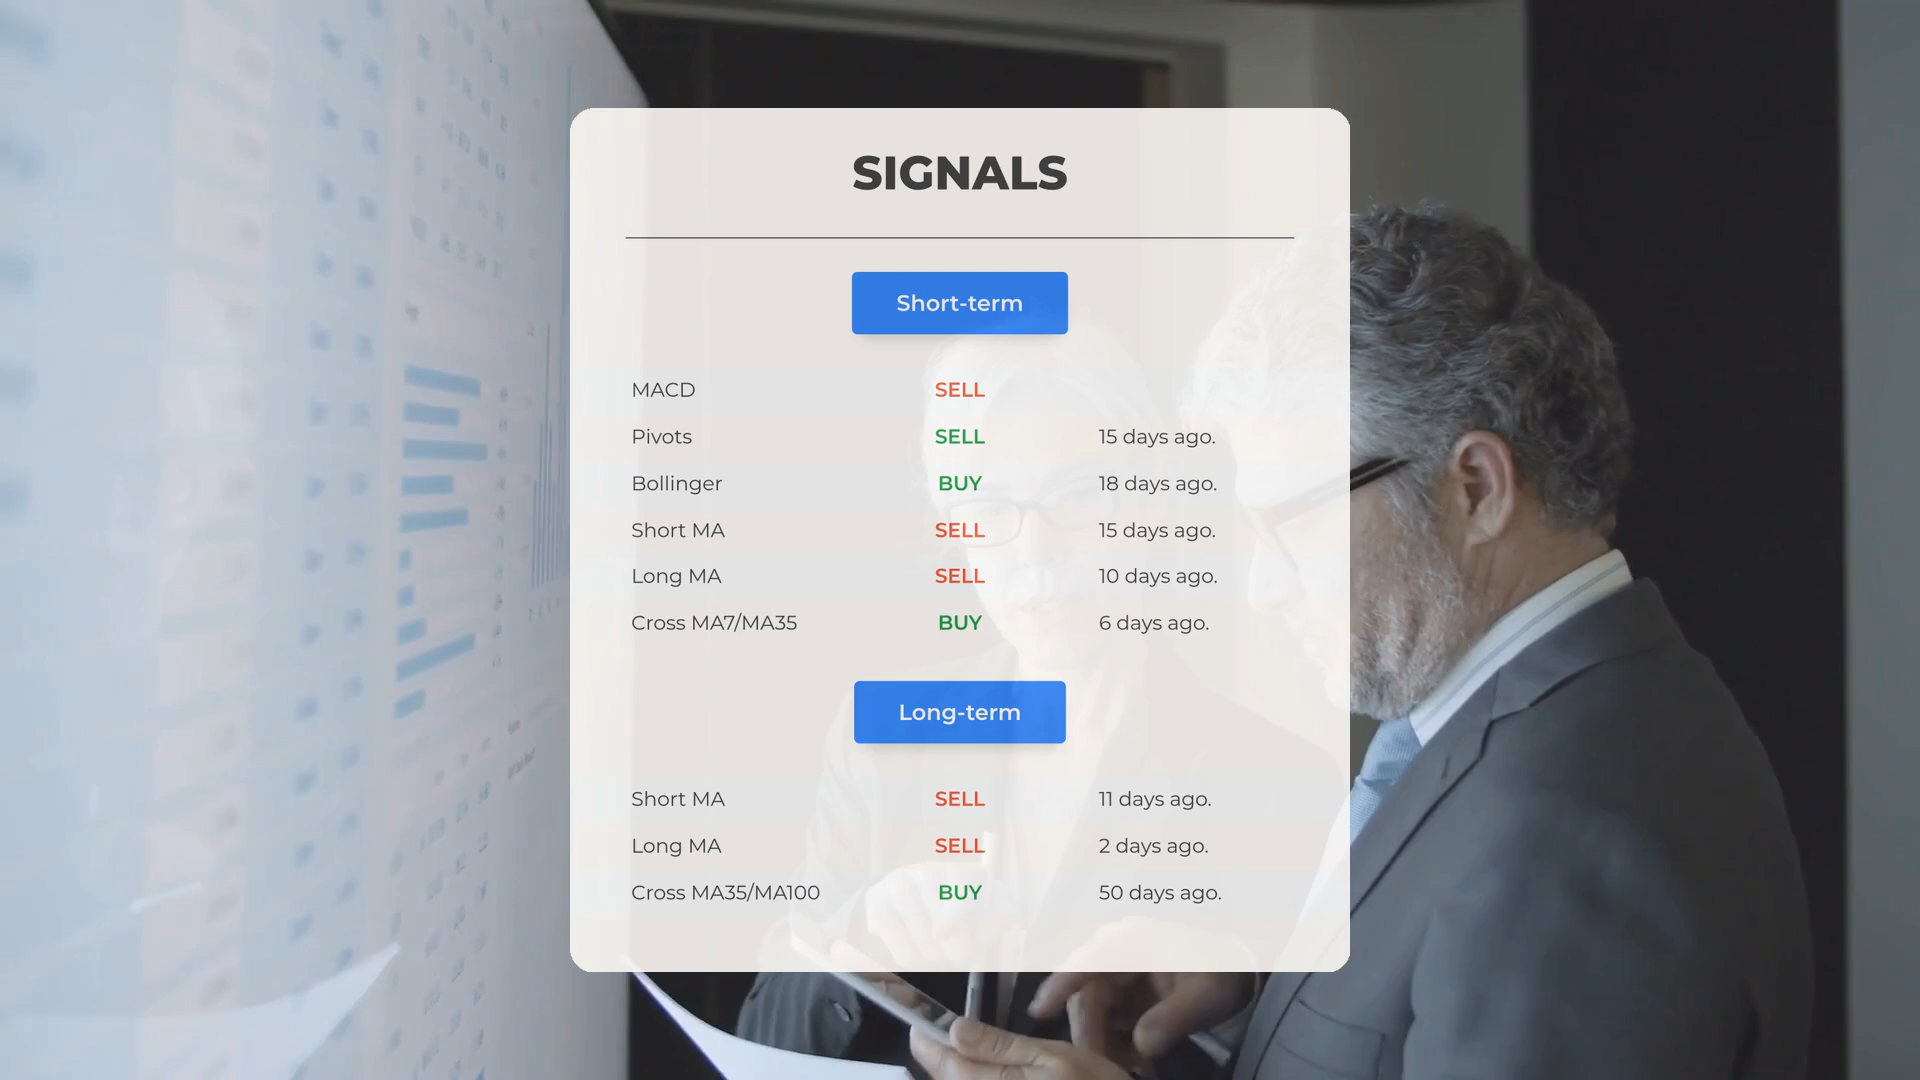 SIGNALS
Short-term
MACD SELL
Pivots SELL 15 days ago.
Bollinger BUY 18 days ago.
Short MA SELL 15 days ago.
Long MA SELL 10 days ago.
Cross MA7/MA35 BUY 6 days ago.
Long-term
Short MA SELL 11 days ago.
Long MA SELL 2 days ago.
Cross MA35/MA100 BUY 50 days ago.